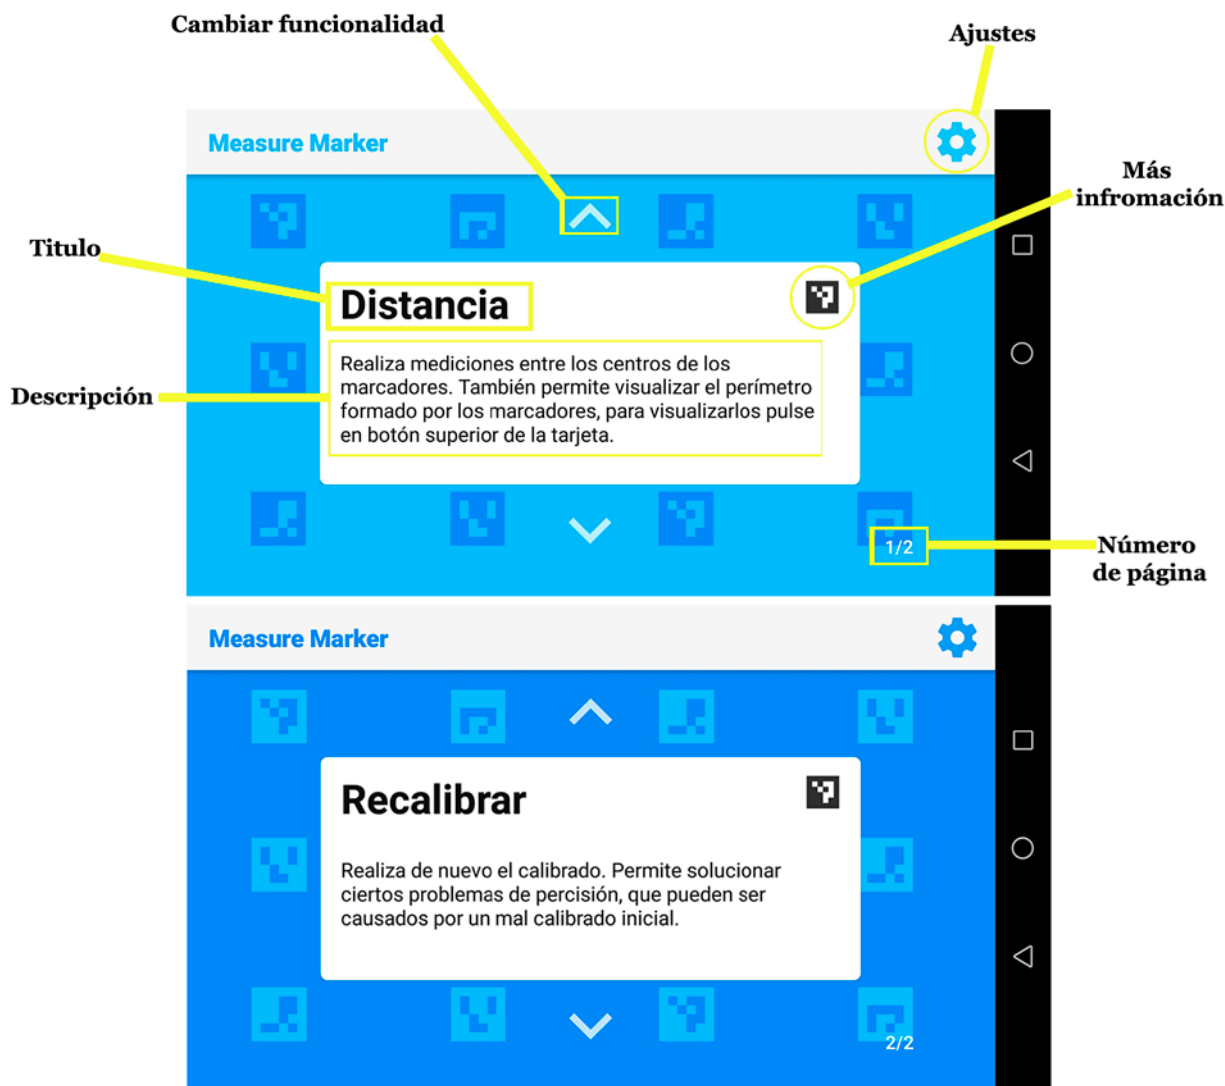 Cambiar funcionalidad
Ajustes
Measure Marker
Más
infromación
Titulo
Distancia
Realiza mediciones entre los centros de los
marcadores. También permite visualizar el perímetro
formado por los marcadores, para visualizarlos pulse
en botón superior de la tarjeta.
Descripción
1/2
Número
de página
Measure Marker
Recalibrar
Realiza de nuevo el calibrado. Permite solucionar
ciertos problemas de percisión, que pueden ser
causados por un mal calibrado inicial.
2/2